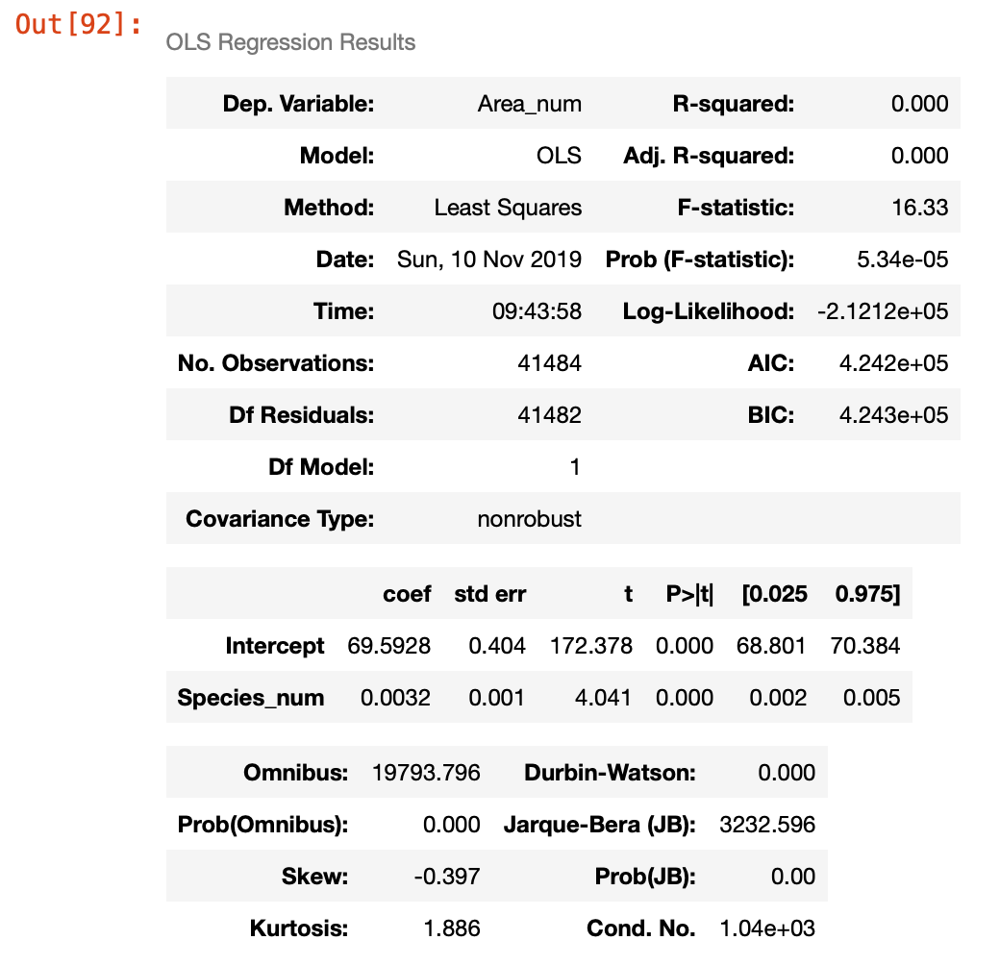 Out[92]:
OLS Regression Results
Dep. Variable: Area_num R-squared: 0.000
Model: OLS Adj. R-squared: 0.000
Method: Least Squares F-statistic: 16.33
Date: Sun, 10 Nov 2019 Prob (F-statistic): 5.34e-05
Time: 09:43:58 Log-Likelihood: -2.1212e+05
No. Observations: 41484 AIC: 4.242e+05
Df Residuals: 41482 BIC: 4.243e+05
Df Model: 1
Covariance Type: nonrobust
coef std err t P>|t| [0.025 0.975]
Intercept 69.5928 0.404 172.378 0.000 68.801 70.384
Species_num 0.0032 0.001 4.041 0.000 0.002 0.005
Omnibus: 19793.796 Durbin-Watson: 0.000
Prob(Omnibus): 0.000 Jarque-Bera (JB): 3232.596
Skew: -0.397 Prob(JB): 0.00
Kurtosis: 1.886 Cond. No. 1.04e+03